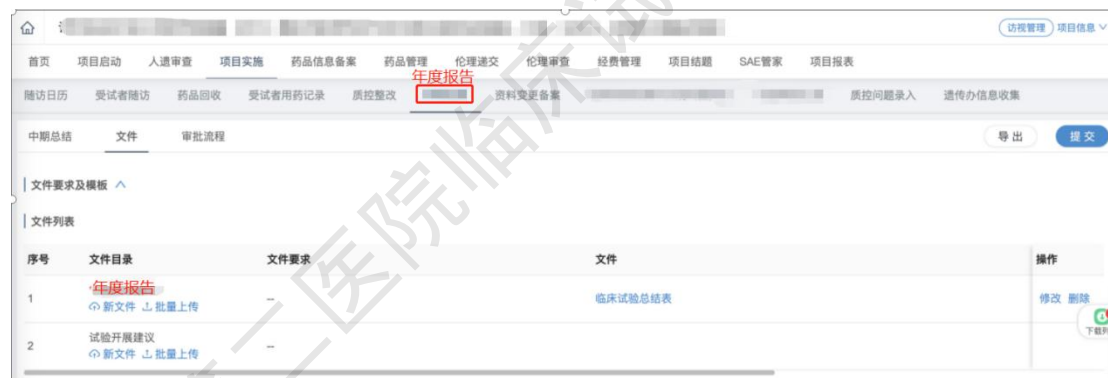 访视管理 项目信息
首页 项目启动 人遗审查 项目实施 药品信息备案 药品管理 伦理递交 伦理审查 经费管理 项目结题 SAE管家 项目报表
年度报告
随访日历 受试者随访 药品回收 受试者用药记录 质控整改 资料变更备案 质控问题录入 遗传办信息收集
中期总结 文件 审批流程 导出 提交
文件要求及模板
文件列表
序号 文件目录 文件要求 文件 操作
年度报告
1 新文件 批量上传 -- 临床试验总结表 修改 删除
试验开展建议
2 新文件 批量上传 --
二医院临床试